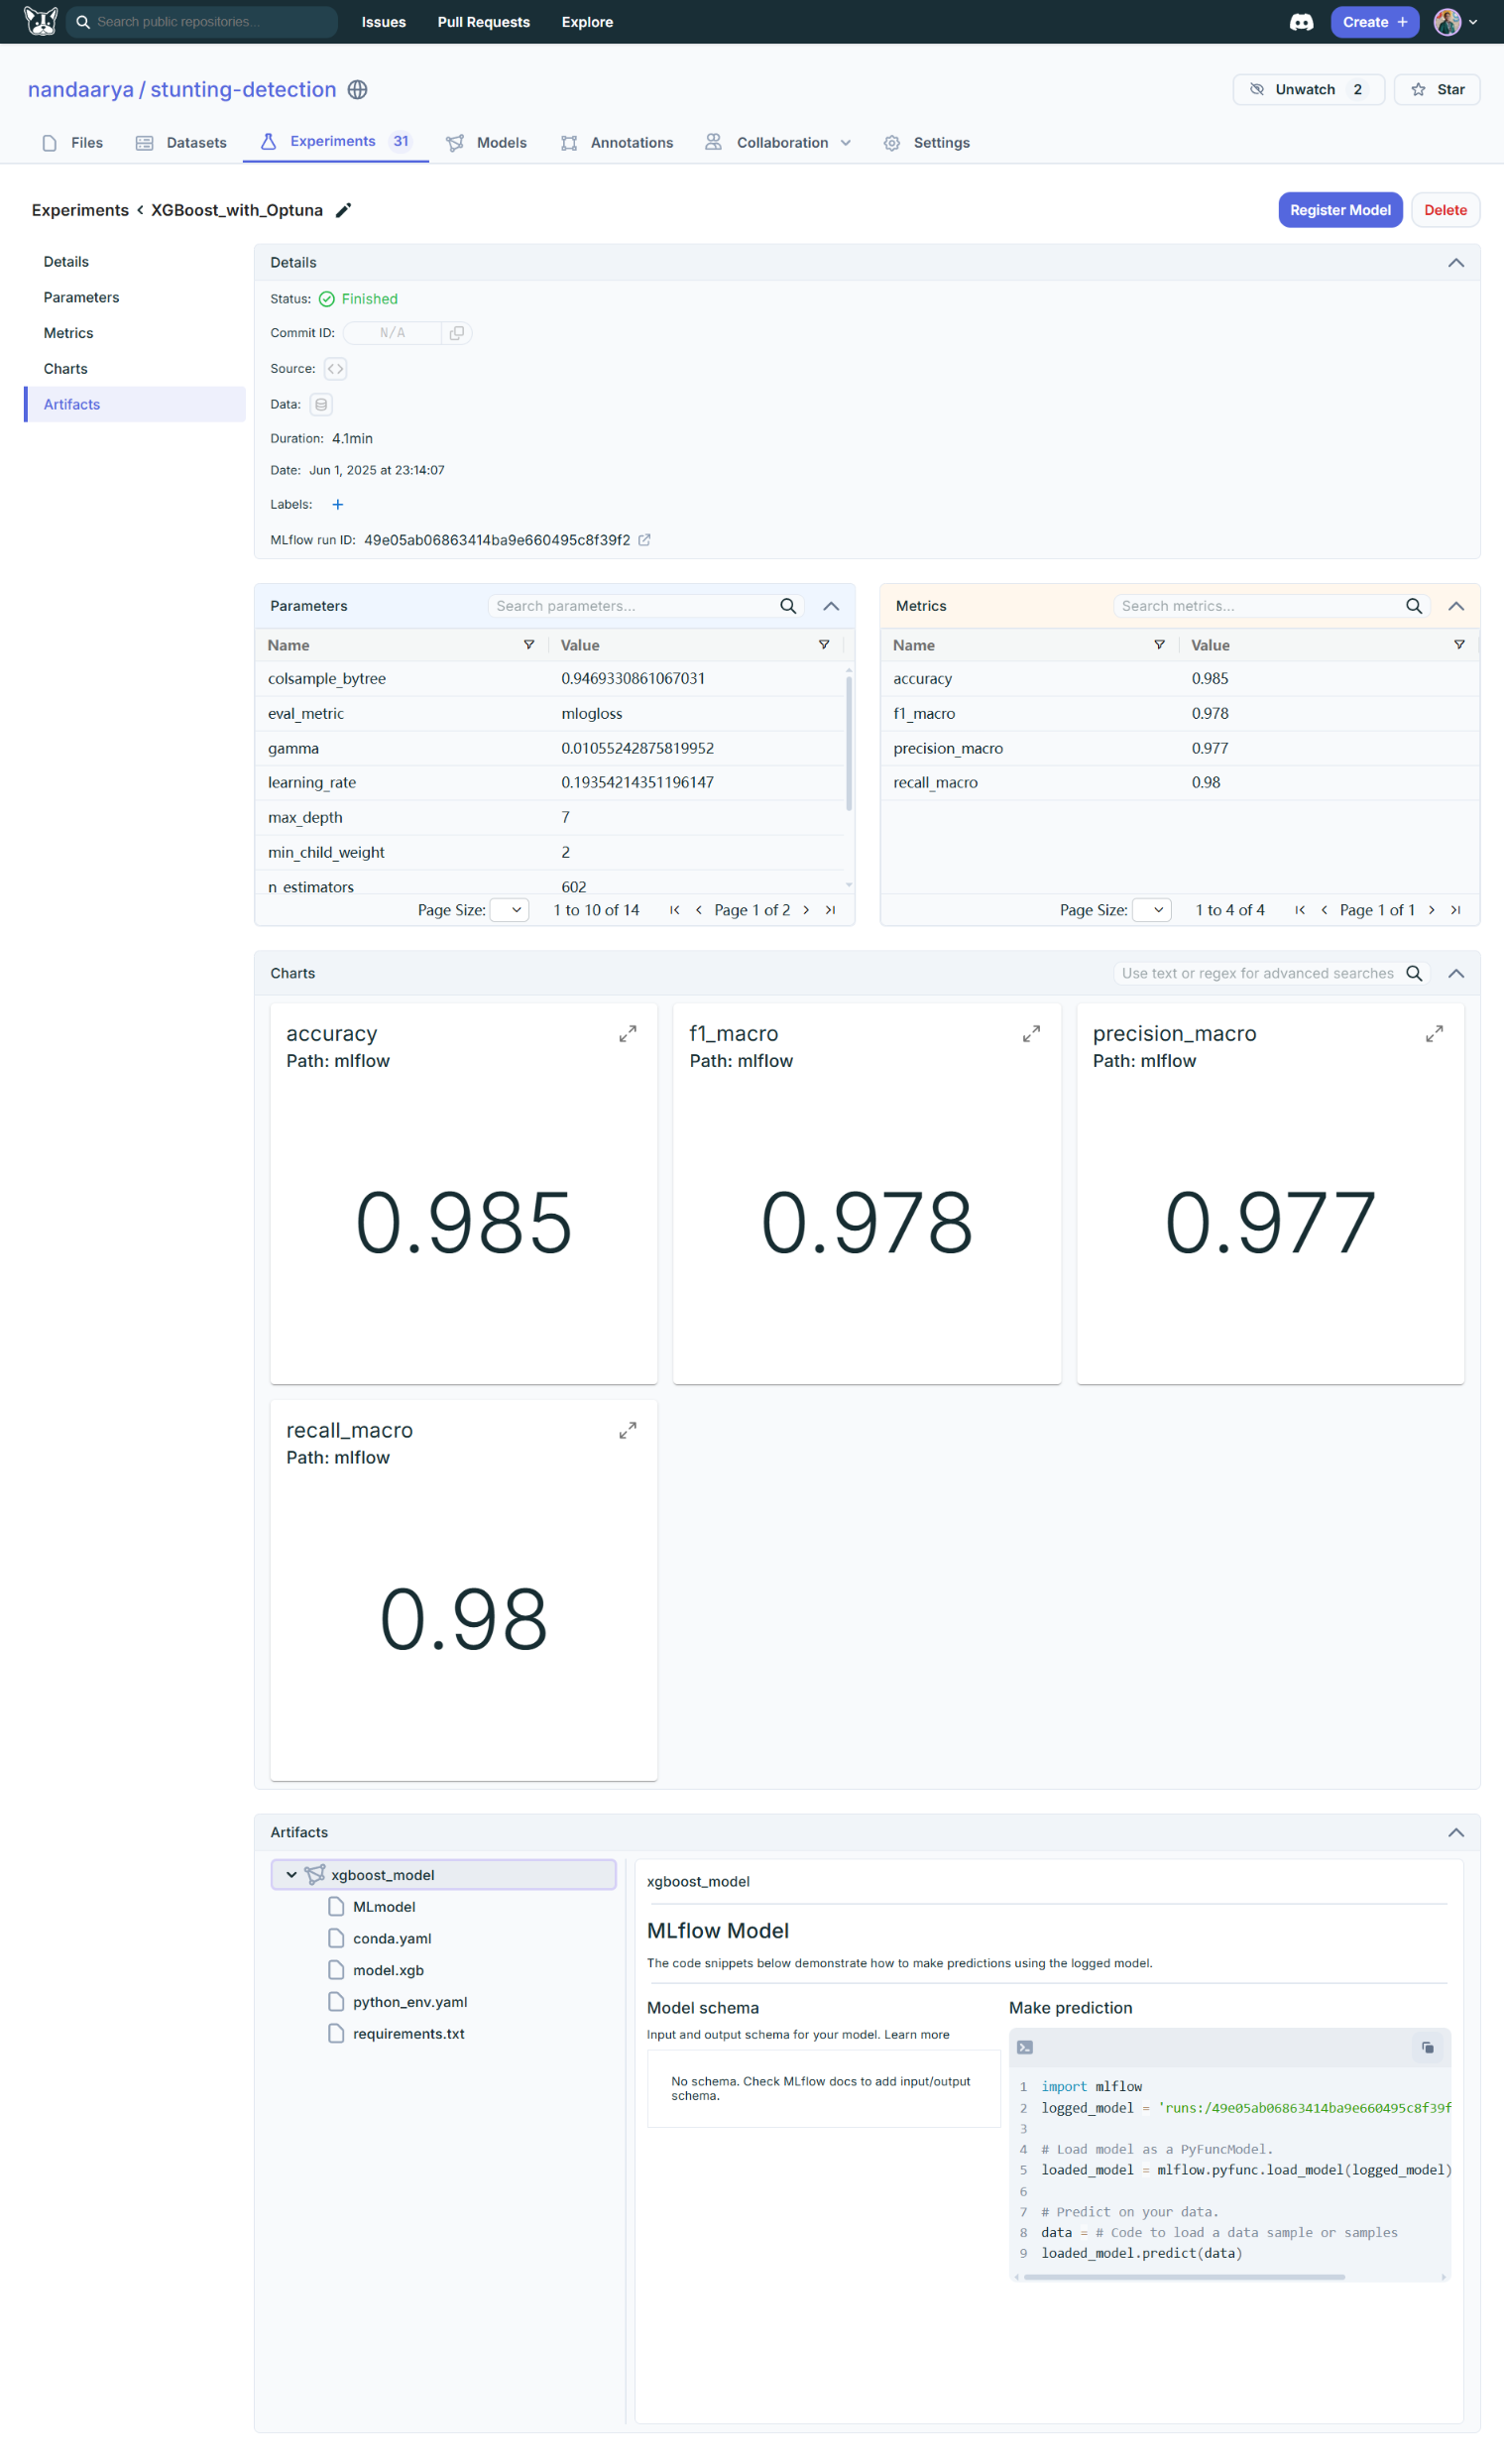 Search public repositories...
Issues
Pull Requests
Explore
Create +
nandaarya / stunting-detection
Unwatch 2
Star
Files
Datasets
Experiments 31
Models
Annotations
Collaboration
Settings
Experiments < XGBoost_with_Optuna
Register Model
Delete
Details
Parameters
Metrics
Charts
Artifacts
Details
Status: Finished
Commit ID: N/A
Source:
Data:
Duration: 4.1min
Date: Jun 1, 2025 at 23:14:07
Labels: +
MLflow run ID: 49e05ab06863414ba9e660495c8f39f2
Parameters
Search parameters...
Name Value
colsample_bytree 0.9469330861067031
eval_metric mlogloss
gamma 0.01055242875819952
learning_rate 0.19354214351196147
max_depth 7
min_child_weight 2
n_estimators 602
Page Size: 1 to 10 of 14 Page 1 of 2
Metrics
Search metrics...
Name Value
accuracy 0.985
f1_macro 0.978
precision_macro 0.977
recall_macro 0.98
Page Size: 1 to 4 of 4 Page 1 of 1
Charts
Use text or regex for advanced searches
accuracy
Path: mlflow
0.985
f1_macro
Path: mlflow
0.978
precision_macro
Path: mlflow
0.977
recall_macro
Path: mlflow
0.98
Artifacts
xgboost_model
MLmodel
conda.yaml
model.xgb
python_env.yaml
requirements.txt
xgboost_model
MLflow Model
The code snippets below demonstrate how to make predictions using the logged model.
Model schema
Input and output schema for your model. Learn more
No schema. Check MLflow docs to add input/output
schema.
Make prediction
1 import mlflow
2 logged_model = 'runs:/49e05ab06863414ba9e660495c8f39f
3
4 # Load model as a PyFuncModel.
5 loaded_model = mlflow.pyfunc.load_model(logged_model)
6
7 # Predict on your data.
8 data = # Code to load a data sample or samples
9 loaded_model.predict(data)